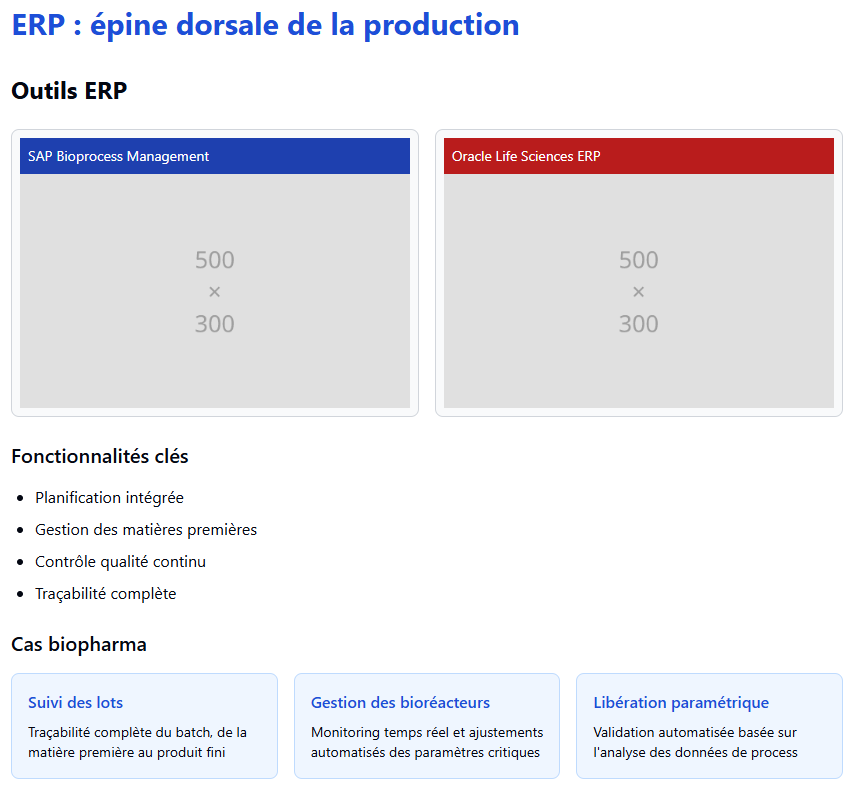 ERP : épine dorsale de la production
Outils ERP
SAP Bioprocess Management
500
×
300
Oracle Life Sciences ERP
500
×
300
Fonctionnalités clés
Planification intégrée
Gestion des matières premières
Contrôle qualité continu
Traçabilité complète
Cas biopharma
Suivi des lots
Traçabilité complète du batch, de la
matière première au produit fini
Gestion des bioréacteurs
Monitoring temps réel et ajustements
automatisés des paramètres critiques
Libération paramétrique
Validation automatisée basée sur
l'analyse des données de process